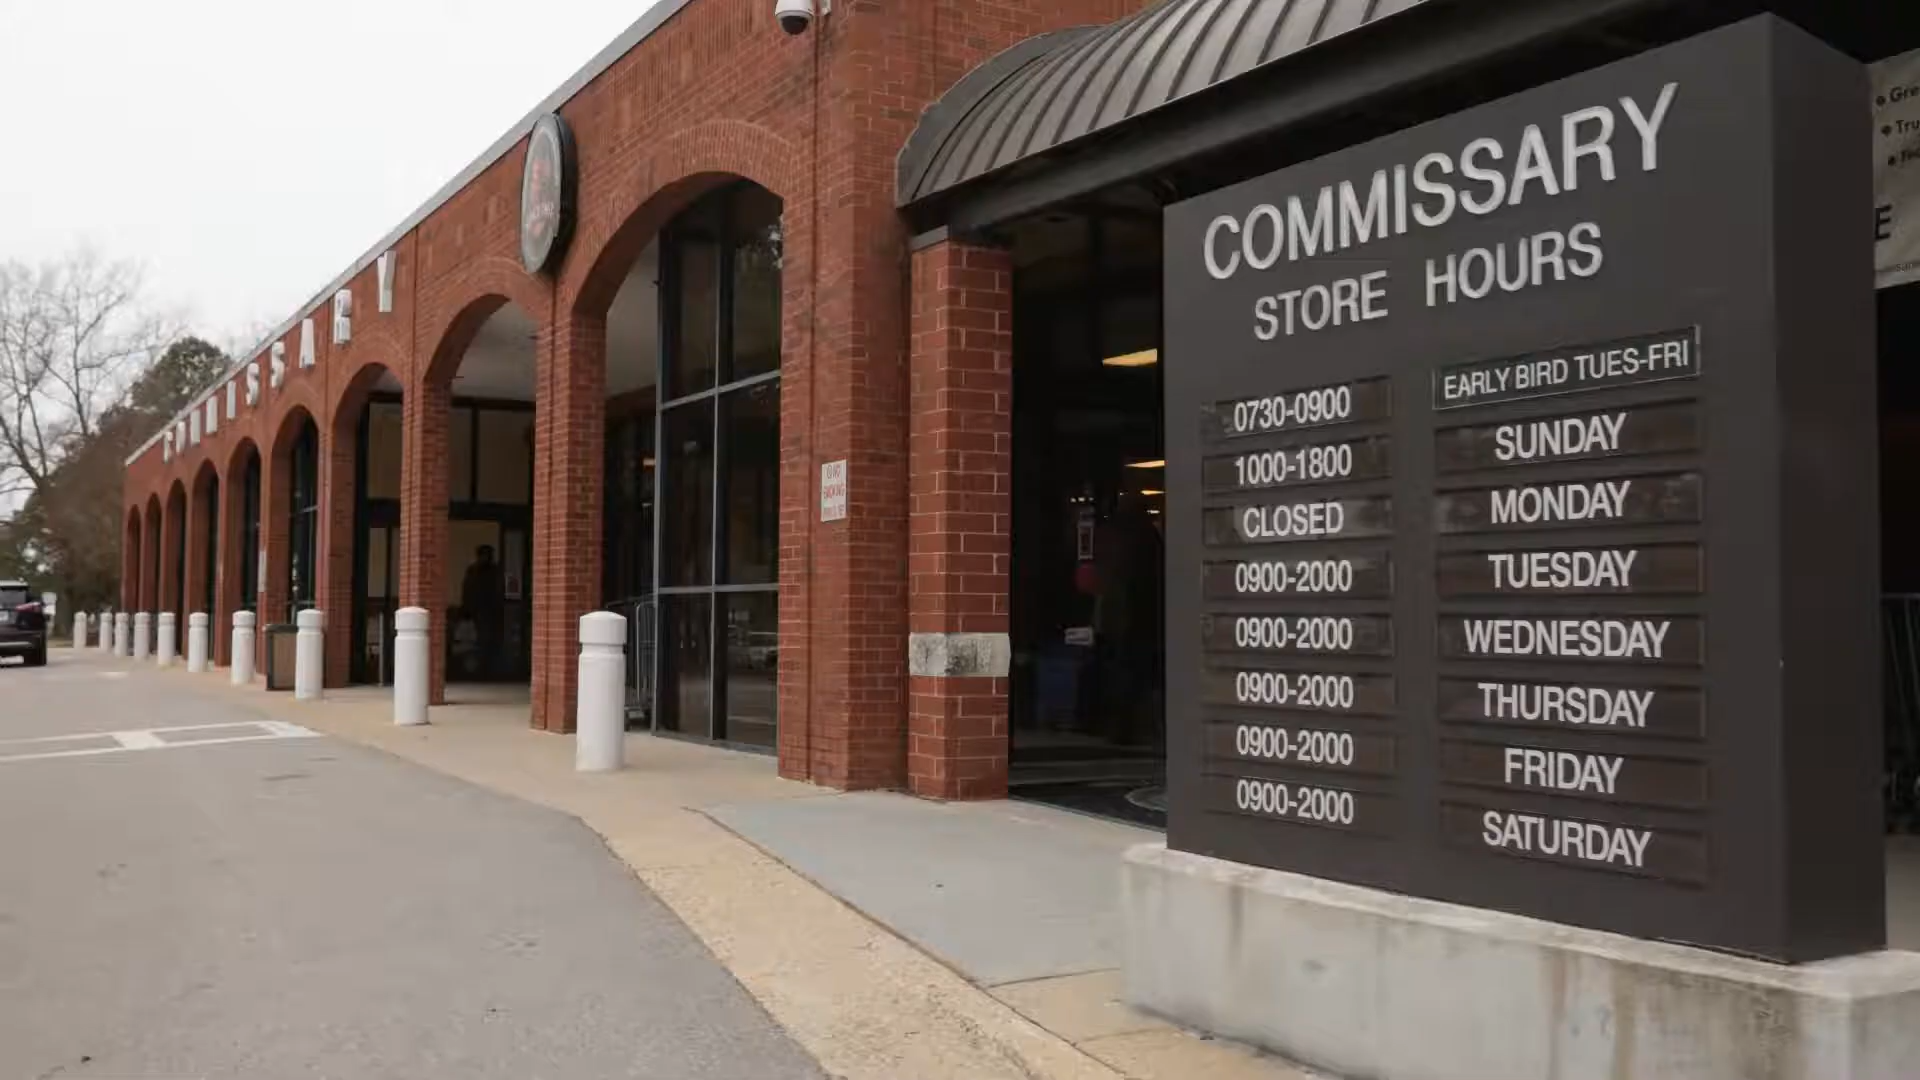 COMMISSARY
COMMISSARY
STORE HOURS
0730-0900 EARLY BIRD TUES-FRI
1000-1800 SUNDAY
CLOSED MONDAY
0900-2000 TUESDAY
0900-2000 WEDNESDAY
0900-2000 THURSDAY
0900-2000 FRIDAY
0900-2000 SATURDAY